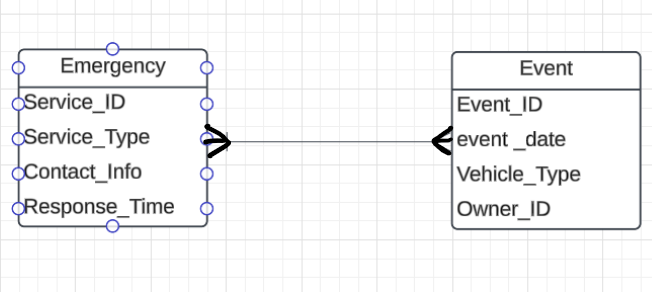 Emergency
Service_ID
Service_Type
Contact_Info
Response_Time
Event
Event_ID
event _date
Vehicle_Type
Owner_ID